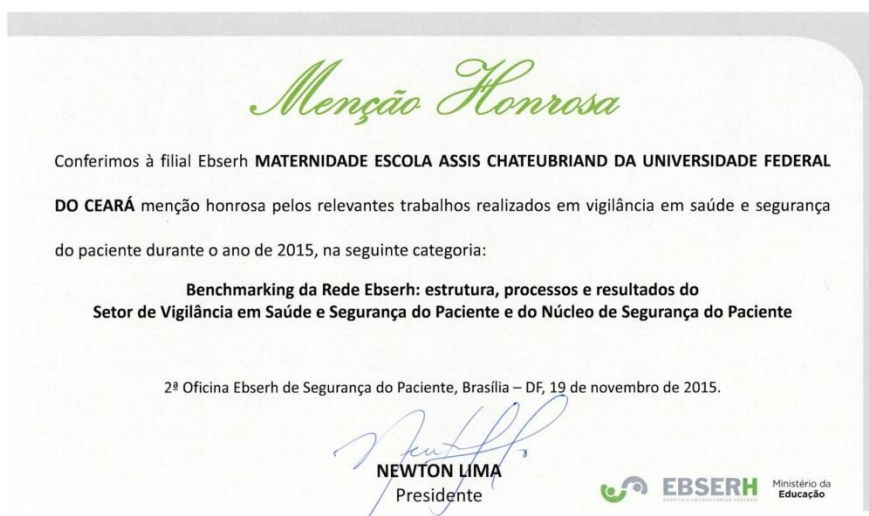 Menção Honrosa
Conferimos à filial Ebserh MATERNIDADE ESCOLA ASSIS CHATEUBRIAND DA UNIVERSIDADE FEDERAL
DO CEARÁ menção honrosa pelos relevantes trabalhos realizados em vigilância em saúde e segurança
do paciente durante o ano de 2015, na seguinte categoria:
Benchmarking da Rede Ebserh: estrutura, processos e resultados do
Setor de Vigilância em Saúde e Segurança do Paciente e do Núcleo de Segurança do Paciente
2ª Oficina Ebserh de Segurança do Paciente, Brasília – DF, 19 de novembro de 2015.
NEWTON LIMA
Presidente
EBSERH
HOSPITAIS UNIVERSITÁRIOS FEDERAIS
Ministério da
Educação